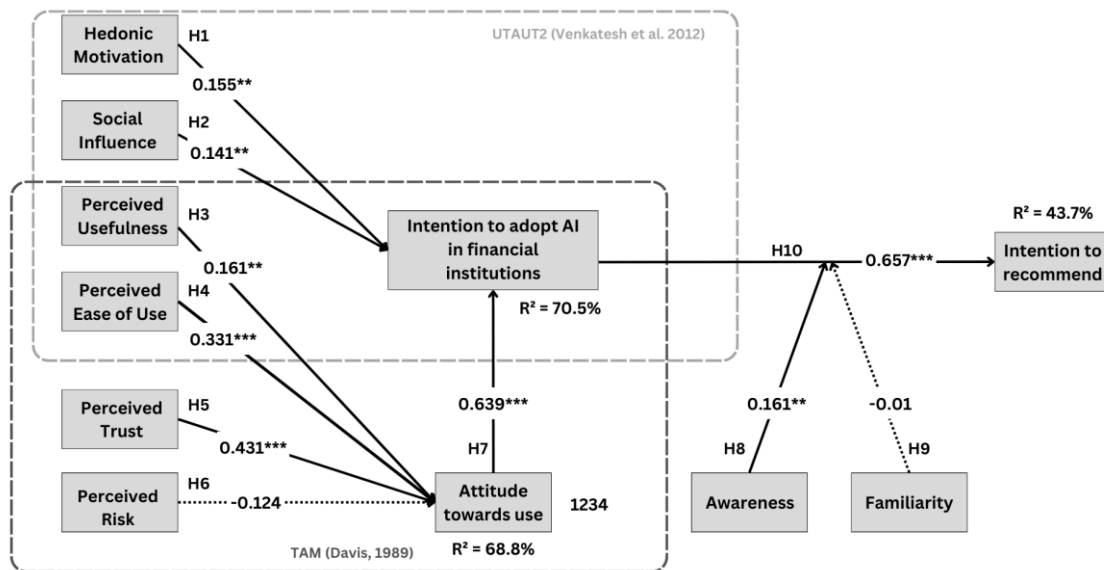 UTAUT2 (Venkatesh et al. 2012)
Hedonic
Motivation
H1
0.155**
Social
Influence
H2
0.141**
Perceived
Usefulness
H3
0.161**
Perceived
Ease of Use
H4
0.331***
Perceived
Trust
H5
0.431***
Perceived
Risk
H6
-0.124
Intention to adopt AI
in financial
institutions
R² = 70.5%
0.639***
H7
Attitude
towards use
1234
R² = 68.8%
TAM (Davis, 1989)
H10
0.657***
R² = 43.7%
Intention to
recommend
0.161**
H8
Awareness
-0.01
H9
Familiarity